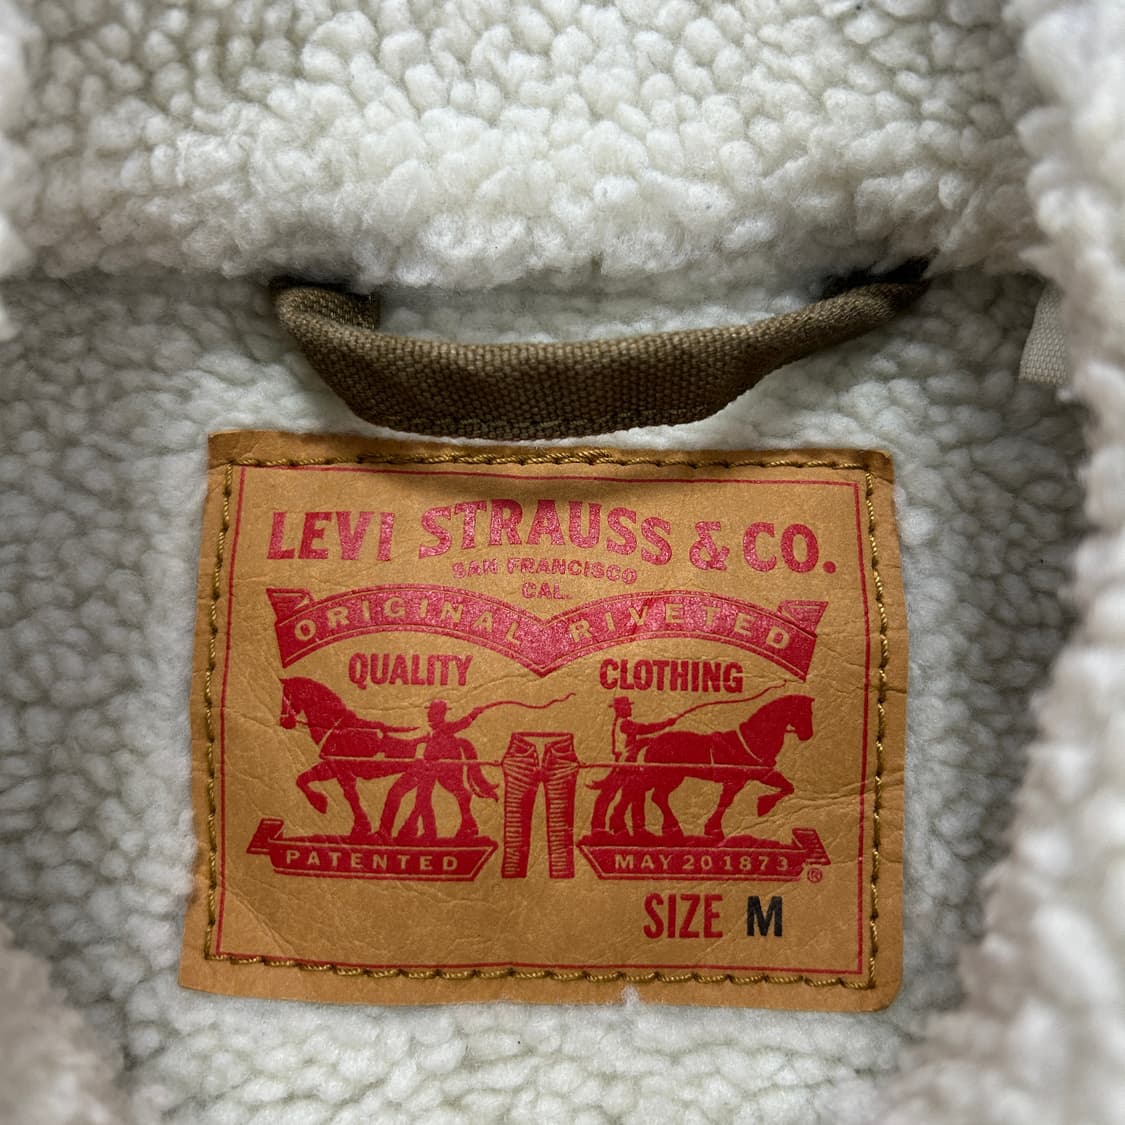 LEVI STRAUSS & CO.
SAN FRANCISCO
CAL.
ORIGINAL RIVETED
QUALITY CLOTHING
PATENTED MAY 20 1873 ®
SIZE M